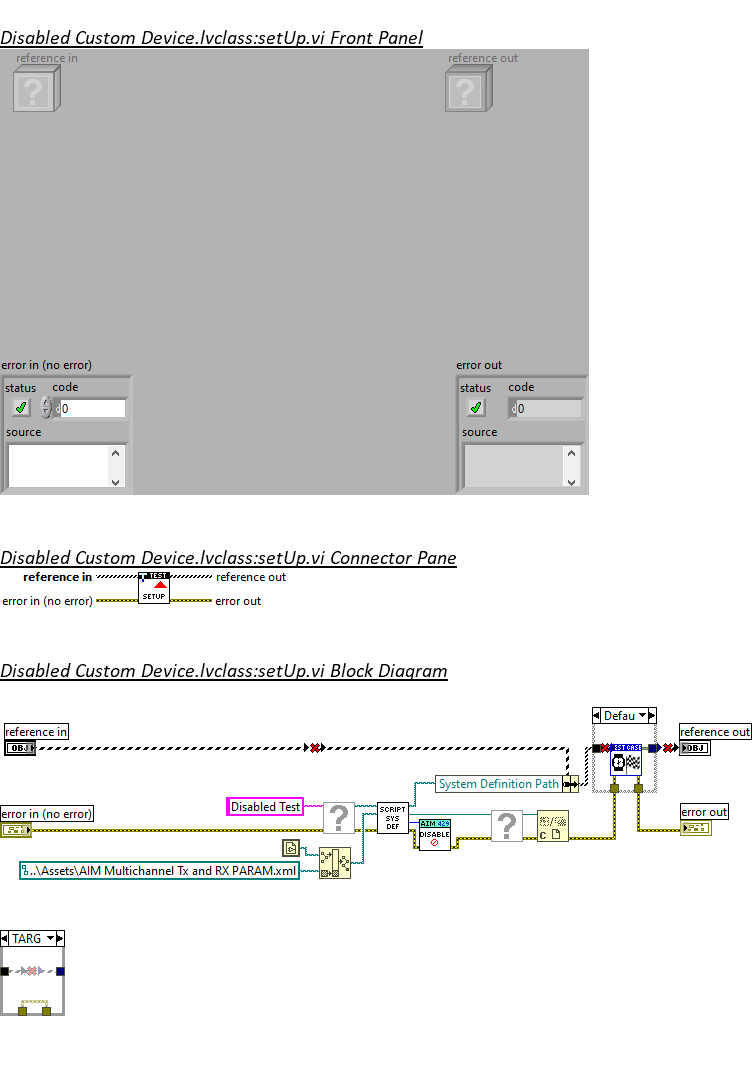 Disabled Custom Device.lvclass:setUp.vi Front Panel
reference in
reference out
?
?
error in (no error)
error out
status code
status code
d 0
d 0
source
source
Disabled Custom Device.lvclass:setUp.vi Connector Pane
reference in
TEST
reference out
error in (no error)
SETUP
error out
Disabled Custom Device.lvclass:setUp.vi Block Diagram
Defau
reference in
reference out
OBJ
EST CASE
OBJ
System Definition Path
error in (no error)
Disabled Test
?
SCRIPT
SYS
DEF
AIM 429
DISABLE
?
C
error out
..\Assets\AIM Multichannel Tx and RX PARAM.xml
TARG